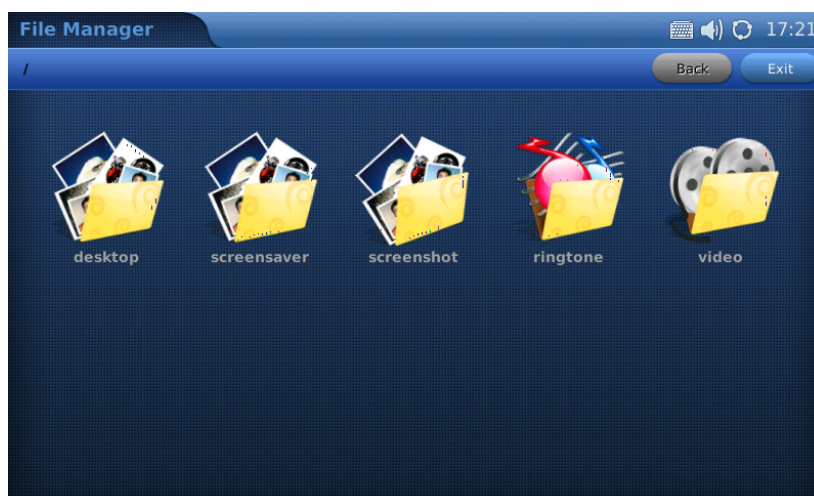 File Manager
17:21
/
Back
Exit
desktop
screensaver
screenshot
ringtone
video